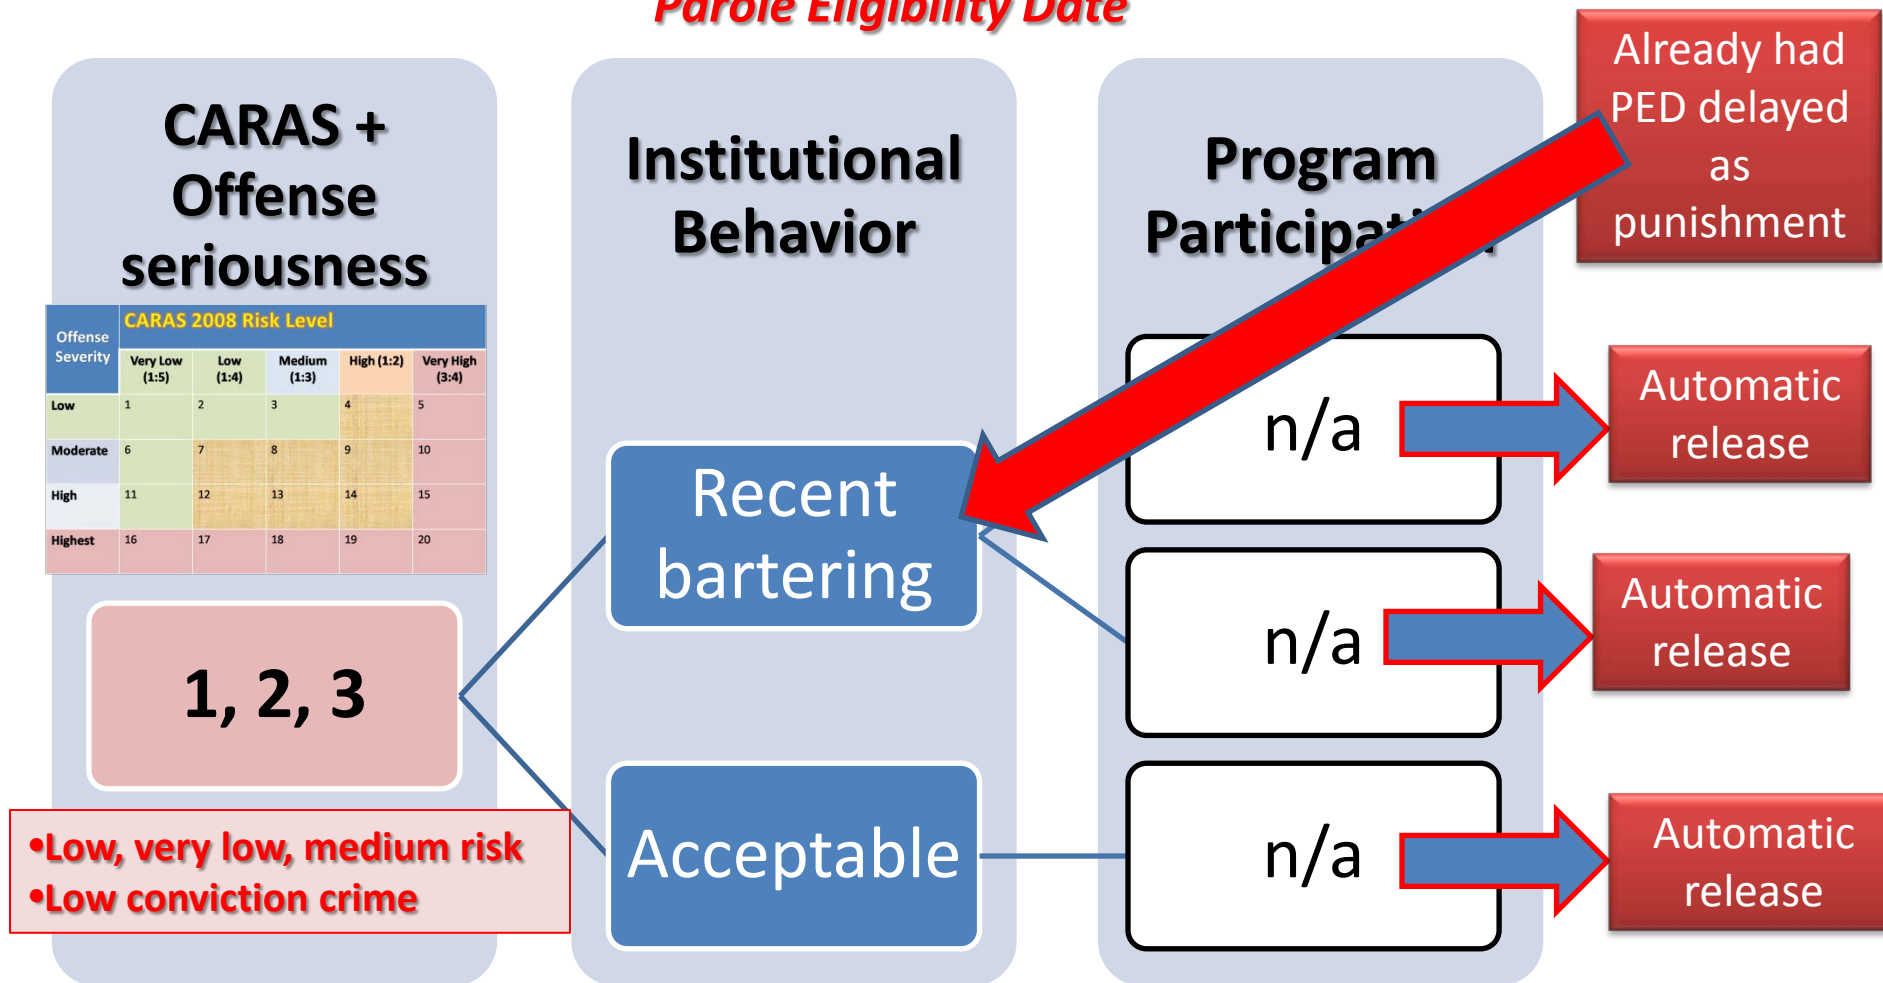 Parole Eligibility Date
CARAS +
Offense
seriousness
Offense
Severity
CARAS 2008 Risk Level
Very Low
(1:5)
Low
(1:4)
Medium
(1:3)
High (1:2)
Very High
(3:4)
Low 1 2 3 4 5
Moderate 6 7 8 9 10
High 11 12 13 14 15
Highest 16 17 18 19 20
1, 2, 3
•Low, very low, medium risk
•Low conviction crime
Institutional
Behavior
Recent
bartering
Acceptable
Program
n/a
n/a
n/a
Already had
PED delayed
as
punishment
Automatic
release
Automatic
release
Automatic
release